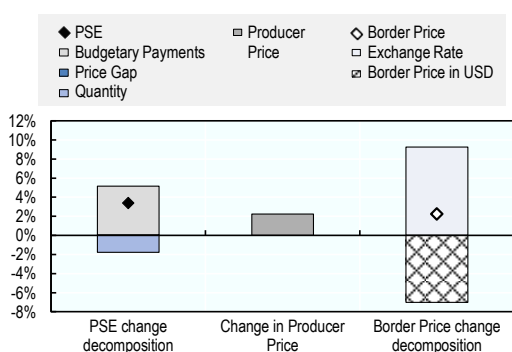 PSE
Budgetary Payments
Price Gap
Quantity
Producer
Price
Border Price
Exchange Rate
Border Price in USD
12%
10%
8%
6%
4%
2%
0%
-2%
-4%
-6%
-8%
PSE change
decomposition
Change in Producer
Price
Border Price change
decomposition